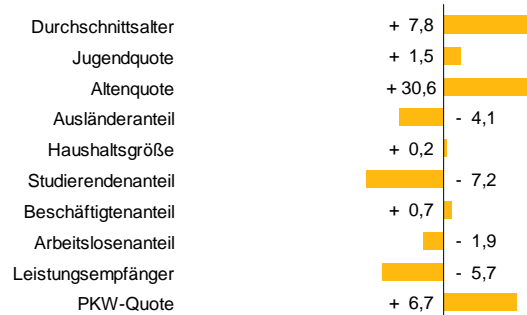 Durchschnittsalter + 7,8
Jugendquote + 1,5
Altenquote + 30,6
Ausländeranteil - 4,1
Haushaltsgröße + 0,2
Studierendenanteil - 7,2
Beschäftigtenanteil + 0,7
Arbeitslosenanteil - 1,9
Leistungsempfänger - 5,7
PKW-Quote + 6,7